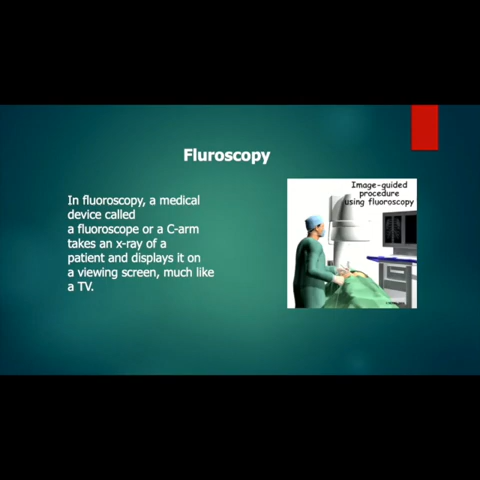 Fluroscopy
In fluoroscopy, a medical
device called
a fluoroscope or a C-arm
takes an x-ray of a
patient and displays it on
a viewing screen, much like
a TV.
Image-guided
procedure
using fluoroscopy